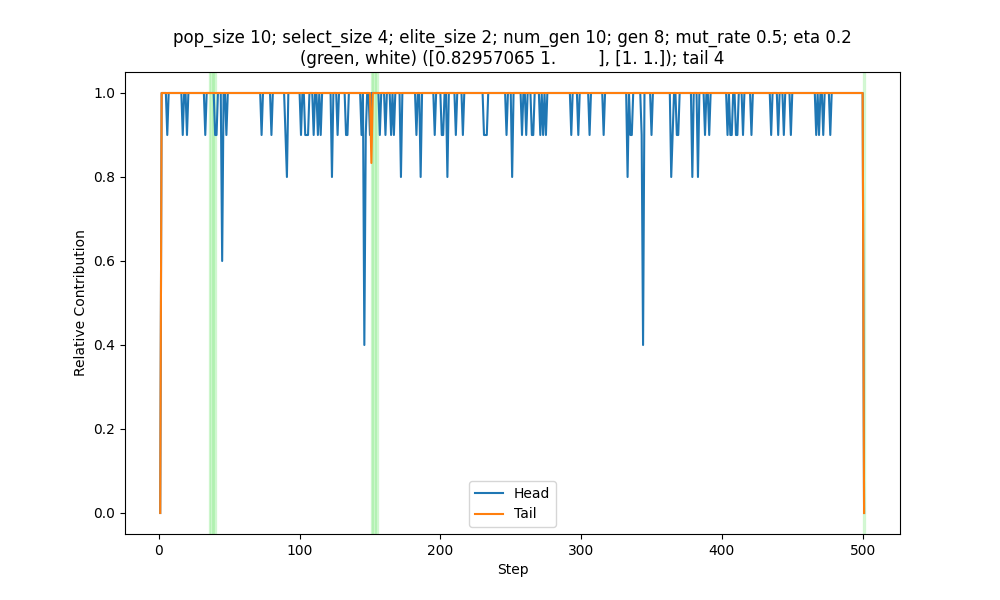 pop_size 10; select_size 4; elite_size 2; num_gen 10; gen 8; mut_rate 0.5; eta 0.2
(green, white) ([0.82957065 1.        ], [1. 1.]); tail 4
1.0
0.8
0.6
0.4
0.2
0.0
Relative Contribution
Head
Tail
0
100
200
300
400
500
Step